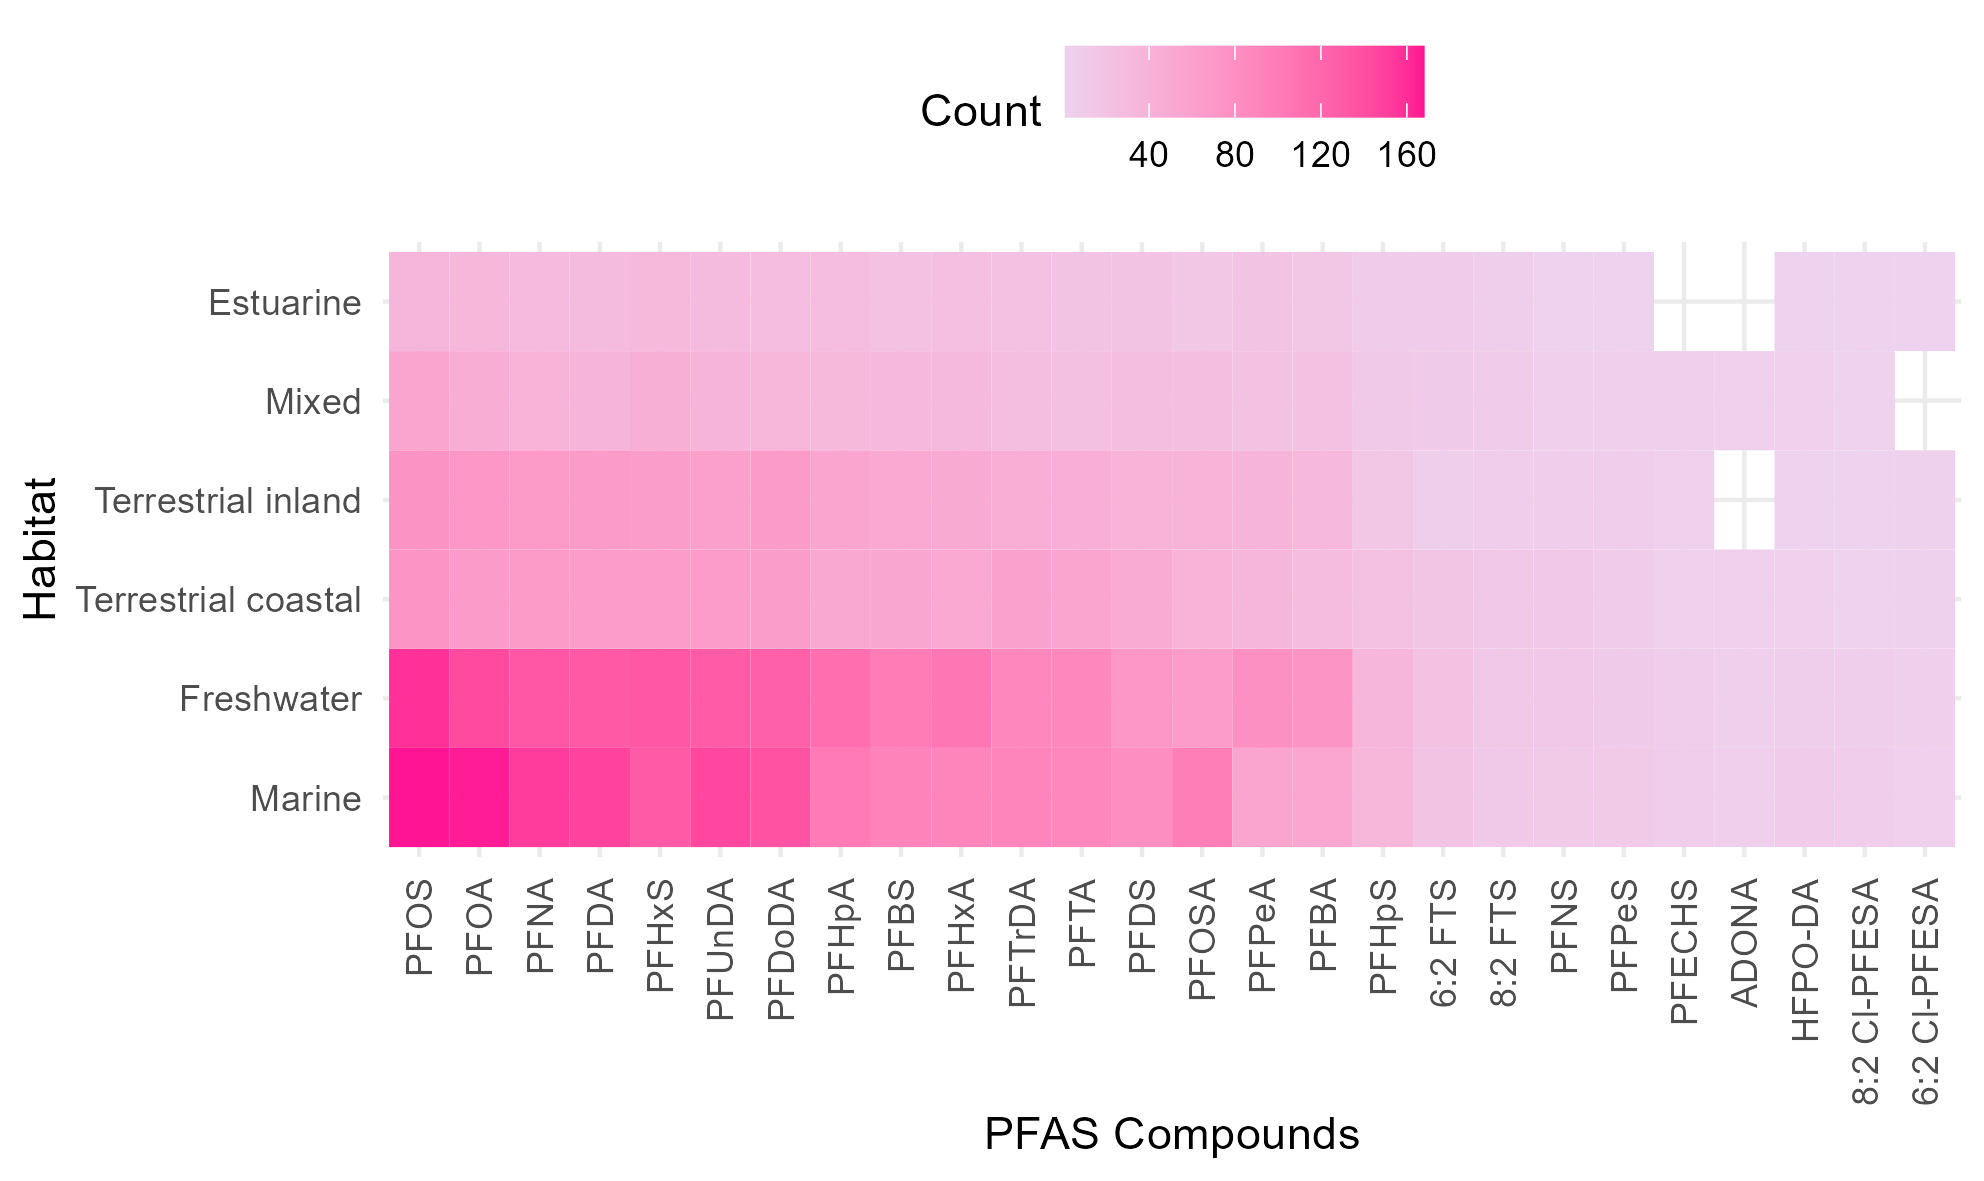 Count
40 80 120 160
Estuarine
Mixed
Terrestrial inland
Terrestrial coastal
Freshwater
Marine
Habitat
PFOS
PFOA
PFNA
PFDA
PFHxS
PFUnDA
PFDoDA
PFHpA
PFBS
PFHxA
PFTrDA
PFTA
PFDS
PFOSA
PFPeA
PFBA
PFHpS
6:2 FTS
8:2 FTS
PFNS
PFPeS
PFECHS
ADONA
HFPO-DA
8:2 Cl-PFESA
6:2 Cl-PFESA
PFAS Compounds